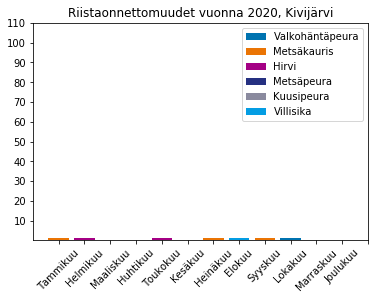 Riistaonnettomuudet vuonna 2020, Kivijärvi
110
100
90
80
70
60
50
40
30
20
10
Valkohäntäpeura
Metsäkauris
Hirvi
Metsäpeura
Kuusipeura
Villisika
Tammikuu
Helmikuu
Maaliskuu
Huhtikuu
Toukokuu
Kesäkuu
Heinäkuu
Elokuu
Syyskuu
Lokakuu
Marraskuu
Joulukuu